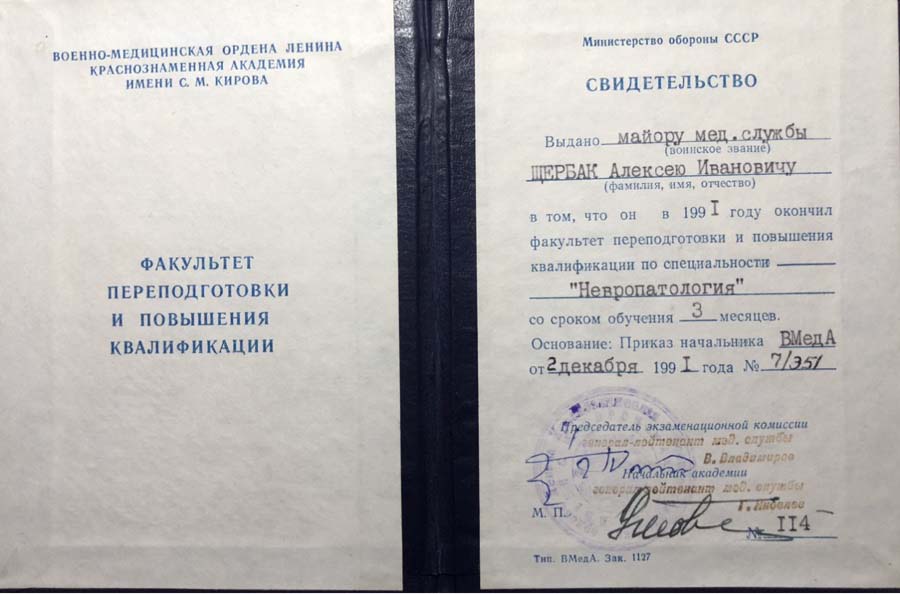 ВОЕННО-МЕДИЦИНСКАЯ ОРДЕНА ЛЕНИНА
КРАСНОЗНАМЕННАЯ АКАДЕМИЯ
ИМЕНИ С. М. КИРОВА
ФАКУЛЬТЕТ
ПЕРЕПОДГОТОВКИ
И ПОВЫШЕНИЯ
КВАЛИФИКАЦИИ
Министерство обороны СССР
СВИДЕТЕЛЬСТВО
Выдано майору мед.службы
(воинское звание)
ЩЕРБАК Алексею Ивановичу
(фамилия, имя, отчество)
в том, что он в 199I году окончил
факультет переподготовки и повышения
квалификации по специальности
"Невропатология"
со сроком обучения 3 месяцев.
Основание: Приказ начальника ВМедА
от 2 декабря 199I года № 7/351
Председатель экзаменационной комиссии
генерал-лейтенант мед. службы
В. Владимиров
Начальник академии
генерал-лейтенант мед. службы
М. П.
№ II4
Тип. ВМедА. Зак. 1127